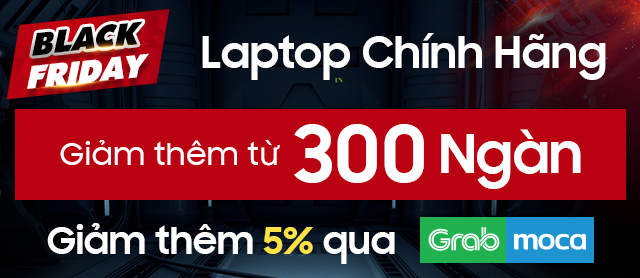 BLACK
FRIDAY
Laptop Chính Hãng
Giảm thêm từ 300 Ngàn
Giảm thêm 5% qua Grab moca